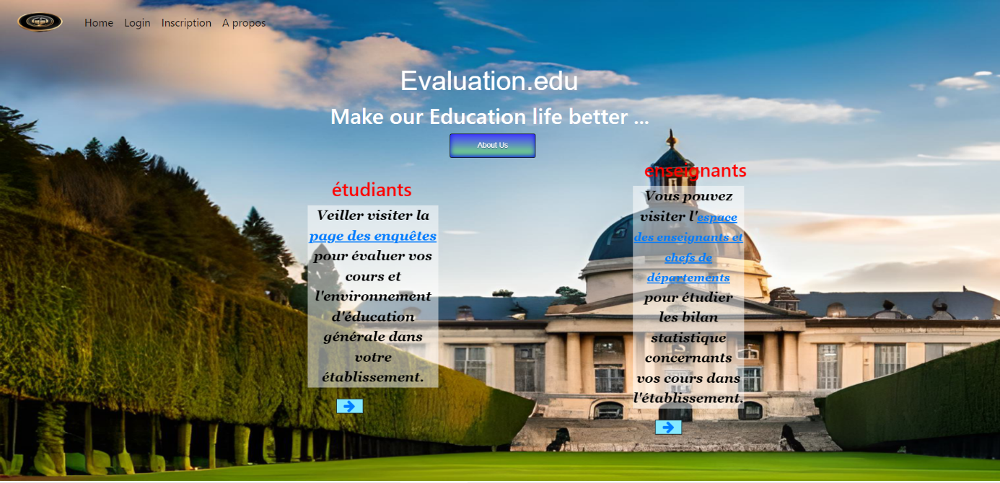 Home Login Inscription A propos
Evaluation.edu
Make our Education life better ...
About Us
étudiants
Veiller visiter la
page des enquêtes
pour évaluer vos
cours et
l'environnement
d'éducation
générale dans
votre
établissement.
enseignants
Vous pouvez
visiter l'espace
des enseignants et
chefs de
départements
pour étudier
les bilan
statistique
concernants
vos cours dans
l'établissement.